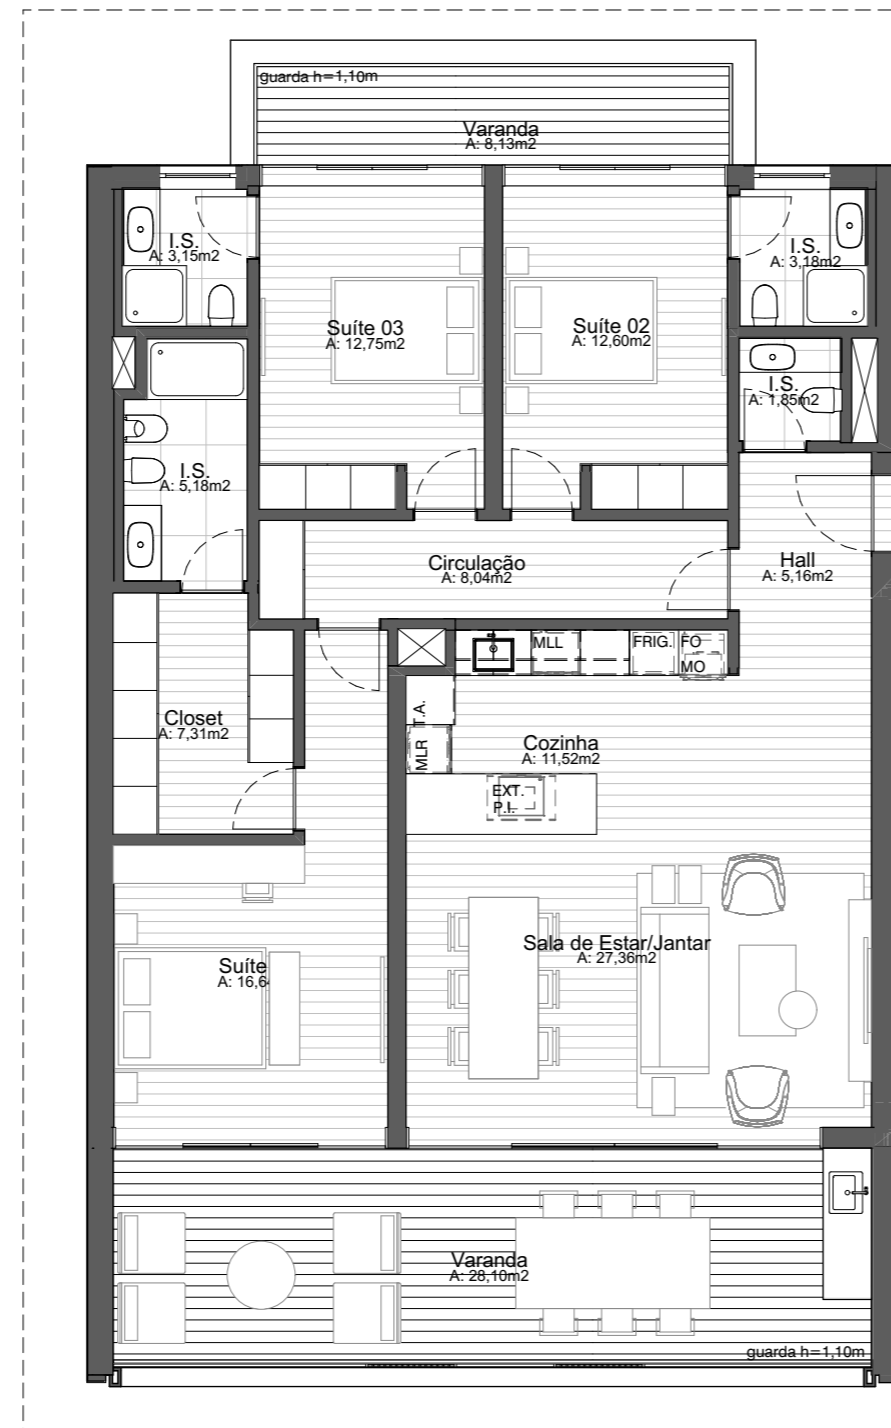 guarda h=1,10m
Varanda
A: 8,13m2
I.S.
A: 3,15m2
I.S.
A: 3,18m2
Suíte 03
A: 12,75m2
Suíte 02
A: 12,60m2
I.S.
A: 1,85m2
I.S.
A: 5,18m2
Circulação
A: 8,04m2
Hall
A: 5,16m2
MLL
FRIG.
FO
MO
T.A.
MLR
Closet
A: 7,31m2
Cozinha
A: 11,52m2
EXT.
P.I.
Sala de Estar/Jantar
A: 27,36m2
Suíte
A: 16,6
Varanda
A: 28,10m2
guarda h=1,10m